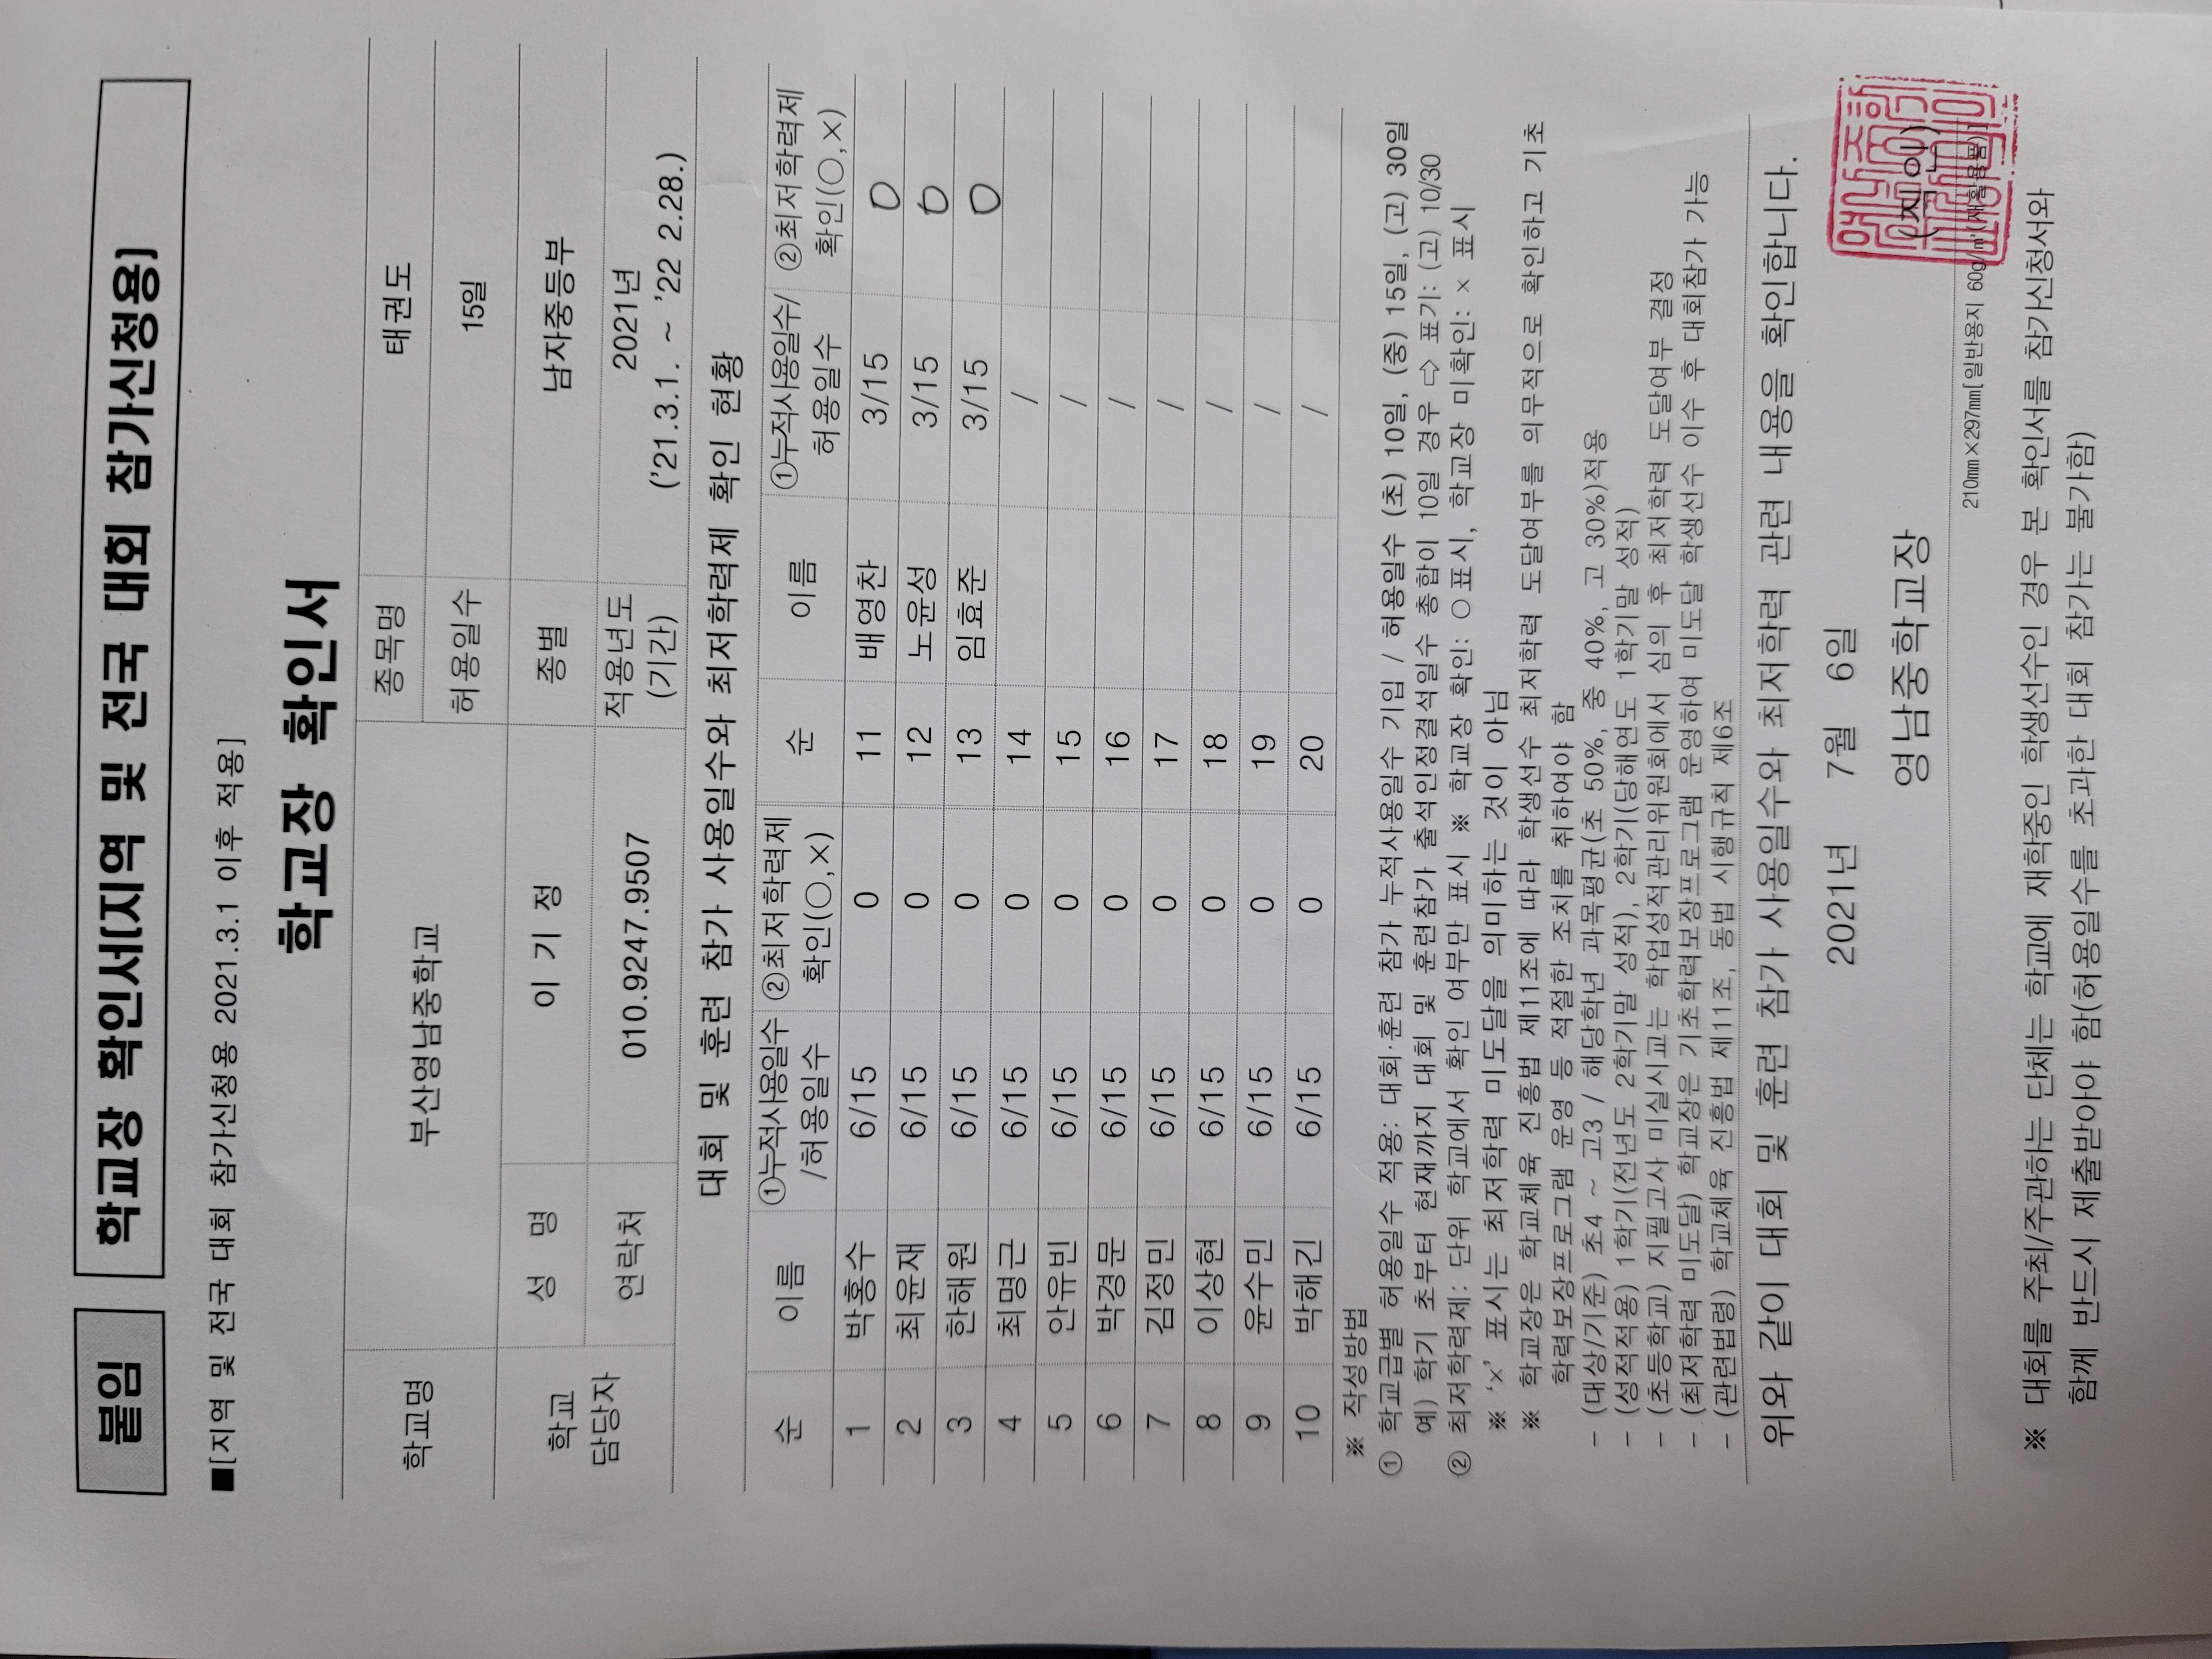 붙임 학교장 확인서[지역 및 전국 대회 참가신청용]
■[지역 및 전국 대회 참가신청용 2021.3.1 이후 적용]
학교장 확인서
학교명 부산영남중학교 종목명 태권도
허용일수 15일
학교 담당자 성 명 이 기 정 종별 남자중등부
연락처 010.9247.9507 적용년도 (기간) 2021년 ('21.3.1. ~ '22 2.28.)
대회 및 훈련 참가 사용일수와 최저학력제 확인 현황
순 이름 ①누적사용일수 /허용일수 ②최저학력제 확인(○,×) 순 이름 ①누적사용일수/ 허용일수 ②최저학력제 확인(○,×)
1 박홍수 6/15 0 11 배영찬 3/15 0
2 최윤재 6/15 0 12 노윤성 3/15 0
3 한해원 6/15 0 13 임효준 3/15 0
4 최명근 6/15 0 14 /
5 안유빈 6/15 0 15 /
6 박경문 6/15 0 16 /
7 김정민 6/15 0 17 /
8 이상현 6/15 0 18 /
9 윤수민 6/15 0 19 /
10 박해긴 6/15 0 20 /
※ 작성방법
① 학교급별 허용일수 적용: 대회·훈련 참가 누적사용일수 기입 / 허용일수 (초) 10일, (중) 15일, (고) 30일
예) 학기 초부터 현재까지 대회 및 훈련참가 출석인정결석일수 총합이 10일 경우 ⇨ 표기: (고) 10/30
② 최저학력제: 단위 학교에서 확인 여부만 표시 ※ 학교장 확인: ○표시, 학교장 미확인: × 표시
※ '×' 표시는 최저학력 미도달을 의미하는 것이 아님
※ 학교장은 학교체육 진흥법 제11조에 따라 학생선수 최저학력 도달여부를 의무적으로 확인하고 기초
학력보장프로그램 운영 등 적절한 조치를 취하여야 함
- (대상/기준) 초4 ~ 고3 / 해당학년 과목평균(초 50%, 중 40%, 고 30%)적용
- (성적적용) 1학기(전년도 2학기말 성적), 2학기(당해연도 1학기말 성적)
- (초등학교) 지필고사 미실시교는 학업성적관리위원회에서 심의 후 최저학력 도달여부 결정
- (최저학력 미도달) 학교장은 기초학력보장프로그램 운영하여 미도달 학생선수 이수 후 대회참가 가능
- (관련법령) 학교체육 진흥법 제11조, 동법 시행규칙 제6조
위와 같이 대회 및 훈련 참가 사용일수와 최저학력 관련 내용을 확인합니다.
2021년 7월 6일
영남중학교장 (직인)
210mm×297mm[일반용지 60g/㎡(재활용품)]
※ 대회를 주최/주관하는 단체는 학교에 재학중인 학생선수인 경우 본 확인서를 참가신청서와
함께 반드시 제출받아야 함(허용일수를 초과한 대회 참가는 불가함)